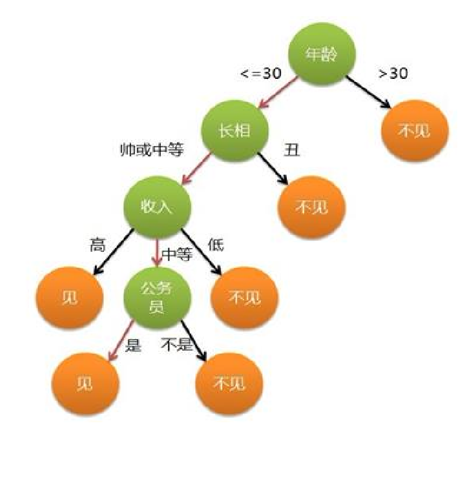 年龄
<=30
>30
长相
不见
帅或中等
丑
收入
不见
高
中等
低
见
公务
员
不见
是
不是
见
不见